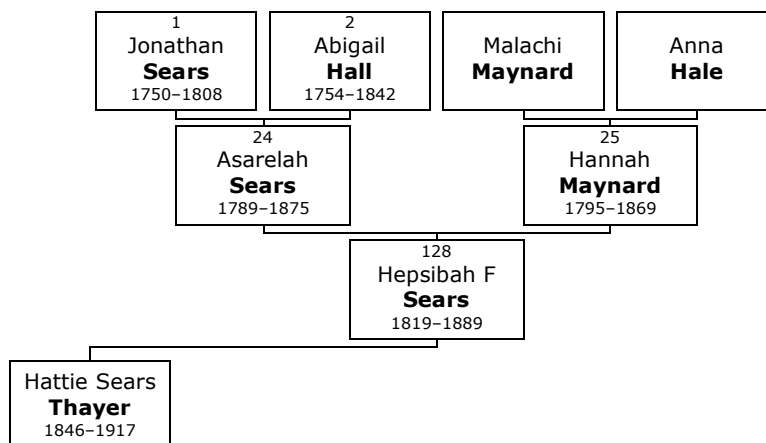 1
Jonathan
Sears
1750–1808
2
Abigail
Hall
1754–1842
Malachi
Maynard
Anna
Hale
24
Asarelah
Sears
1789–1875
25
Hannah
Maynard
1795–1869
128
Hepsibah F
Sears
1819–1889
Hattie Sears
Thayer
1846–1917